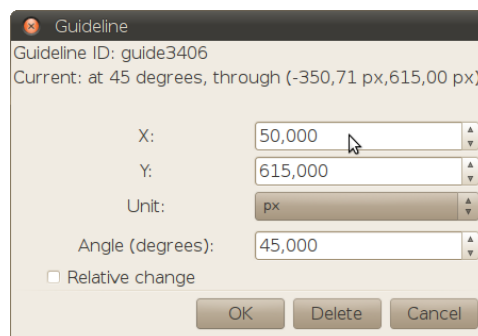 Guideline
Guideline ID: guide3406
Current: at 45 degrees, through (-350,71 px,615,00 px)
X: 50,000
Y: 615,000
Unit: px
Angle (degrees): 45,000
Relative change
OK Delete Cancel